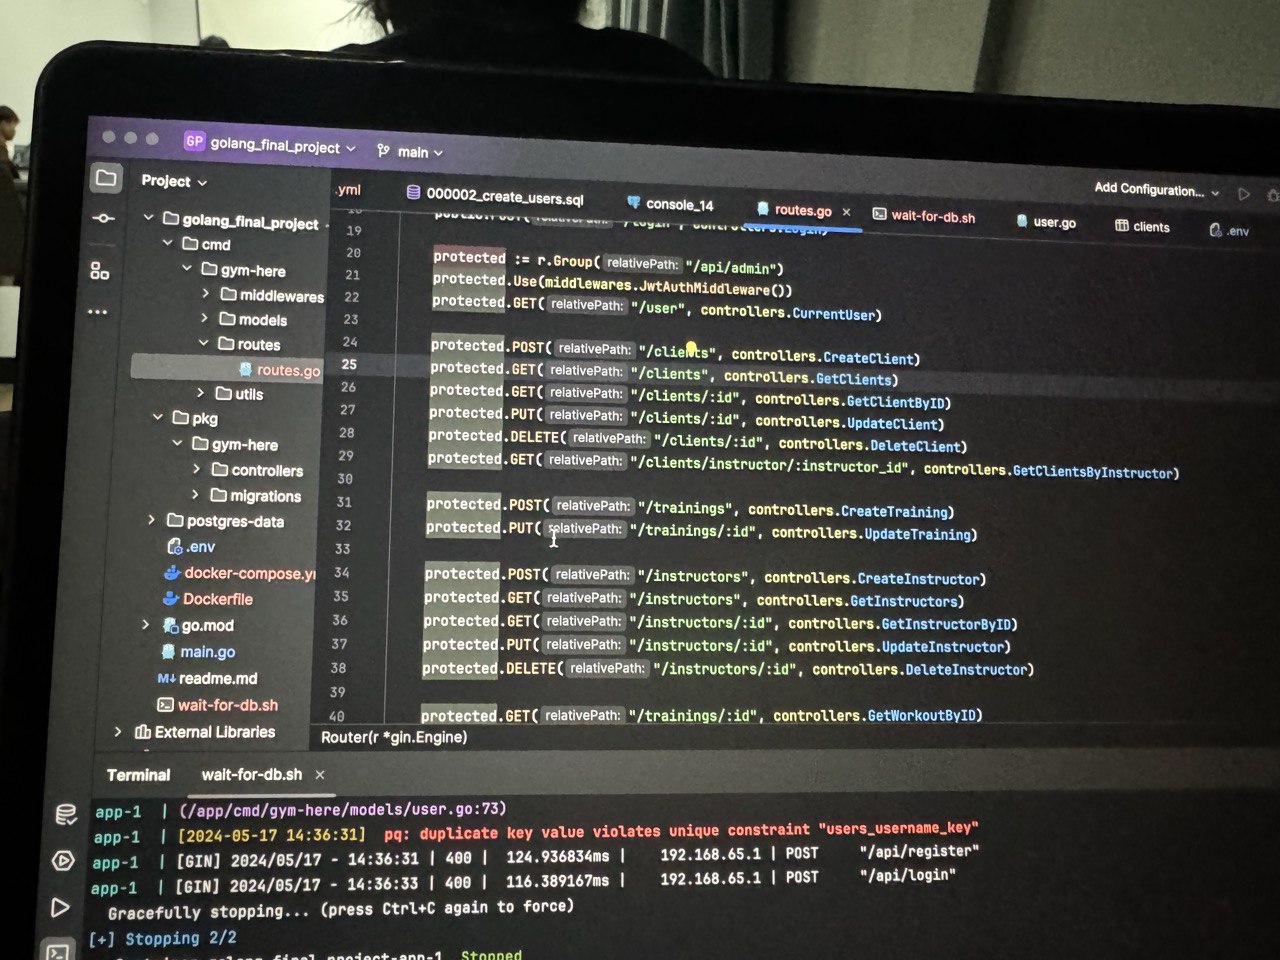 GP golang_final_project main
Project
.yml 000002_create_users.sql console_14 routes.go wait-for-db.sh user.go clients .env
Add Configuration...
golang_final_project
cmd
gym-here
middlewares
models
routes
routes.go
utils
pkg
gym-here
controllers
migrations
postgres-data
.env
docker-compose.y
Dockerfile
go.mod
main.go
readme.md
wait-for-db.sh
External Libraries
19
20 protected := r.Group( relativePath: "/api/admin")
21 protected.Use(middlewares.JwtAuthMiddleware())
22 protected.GET( relativePath: "/user", controllers.CurrentUser)
23
24 protected.POST( relativePath: "/clients", controllers.CreateClient)
25 protected.GET( relativePath: "/clients", controllers.GetClients)
26 protected.GET( relativePath: "/clients/:id", controllers.GetClientByID)
27 protected.PUT( relativePath: "/clients/:id", controllers.UpdateClient)
28 protected.DELETE( relativePath: "/clients/:id", controllers.DeleteClient)
29 protected.GET( relativePath: "/clients/instructor/:instructor_id", controllers.GetClientsByInstructor)
30
31 protected.POST( relativePath: "/trainings", controllers.CreateTraining)
32 protected.PUT( relativePath: "/trainings/:id", controllers.UpdateTraining)
33
34 protected.POST( relativePath: "/instructors", controllers.CreateInstructor)
35 protected.GET( relativePath: "/instructors", controllers.GetInstructors)
36 protected.GET( relativePath: "/instructors/:id", controllers.GetInstructorByID)
37 protected.PUT( relativePath: "/instructors/:id", controllers.UpdateInstructor)
38 protected.DELETE( relativePath: "/instructors/:id", controllers.DeleteInstructor)
39
40 protected.GET( relativePath: "/trainings/:id", controllers.GetWorkoutByID)
Router(r *gin.Engine)
Terminal wait-for-db.sh
app-1 | (/app/cmd/gym-here/models/user.go:73)
app-1 | [2024-05-17 14:36:31] pq: duplicate key value violates unique constraint "users_username_key"
app-1 | [GIN] 2024/05/17 - 14:36:31 | 400 | 124.936834ms | 192.168.65.1 | POST "/api/register"
app-1 | [GIN] 2024/05/17 - 14:36:33 | 400 | 116.389167ms | 192.168.65.1 | POST "/api/login"
Gracefully stopping... (press Ctrl+C again to force)
[+] Stopping 2/2
Stopped